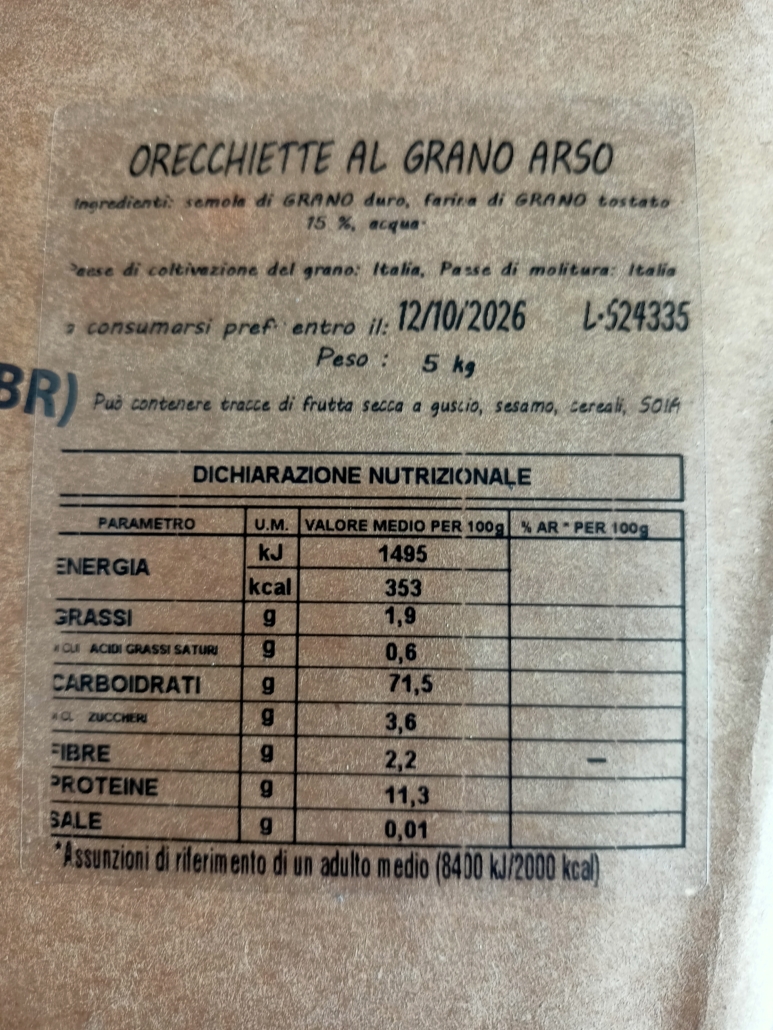 ORECCHIETTE AL GRANO ARSO
Ingredienti: semola di GRANO duro, farina di GRANO tostato
15 %, acqua.
Paese di coltivazione del grano: Italia, Passe di molitura: Italia
a consumarsi pref. entro il: 12/10/2026 L.S24335
Peso : 5 kg
BR)
Può contenere tracce di frutta secca a guscio, sesamo, cereali, SOIA
DICHIARAZIONE NUTRIZIONALE
PARAMETRO U.M. VALORE MEDIO PER 100g % AR * PER 100g
ENERGIA kJ 1495
kcal 353
GRASSI g 1,9
CUI ACIDI GRASSI SATURI g 0,6
CARBOIDRATI g 71,5
ZUCCHERI g 3,6
FIBRE g 2,2 –
PROTEINE g 11,3
SALE g 0,01
*Assunzioni di riferimento di un adulto medio (8400 kJ/2000 kcal)